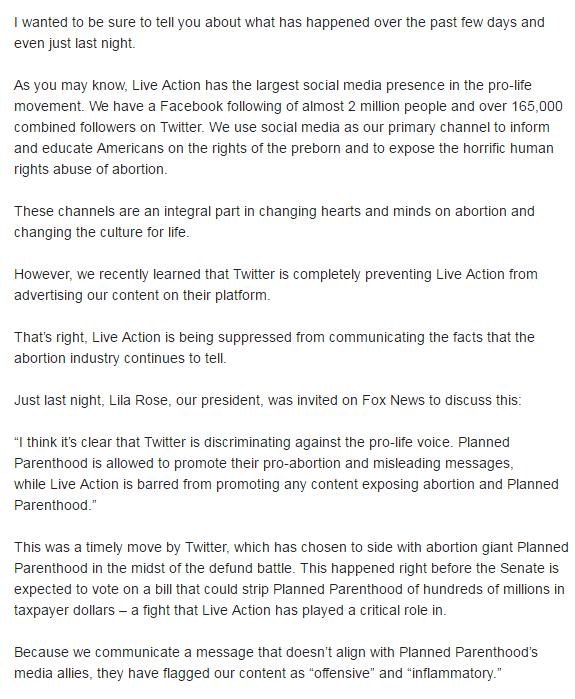 I wanted to be sure to tell you about what has happened over the past few days and
even just last night.
As you may know, Live Action has the largest social media presence in the pro-life
movement. We have a Facebook following of almost 2 million people and over 165,000
combined followers on Twitter. We use social media as our primary channel to inform
and educate Americans on the rights of the preborn and to expose the horrific human
rights abuse of abortion.
These channels are an integral part in changing hearts and minds on abortion and
changing the culture for life.
However, we recently learned that Twitter is completely preventing Live Action from
advertising our content on their platform.
That’s right, Live Action is being suppressed from communicating the facts that the
abortion industry continues to tell.
Just last night, Lila Rose, our president, was invited on Fox News to discuss this:
“I think it’s clear that Twitter is discriminating against the pro-life voice. Planned
Parenthood is allowed to promote their pro-abortion and misleading messages,
while Live Action is barred from promoting any content exposing abortion and Planned
Parenthood.”
This was a timely move by Twitter, which has chosen to side with abortion giant Planned
Parenthood in the midst of the defund battle. This happened right before the Senate is
expected to vote on a bill that could strip Planned Parenthood of hundreds of millions in
taxpayer dollars – a fight that Live Action has played a critical role in.
Because we communicate a message that doesn’t align with Planned Parenthood’s
media allies, they have flagged our content as “offensive” and “inflammatory.”